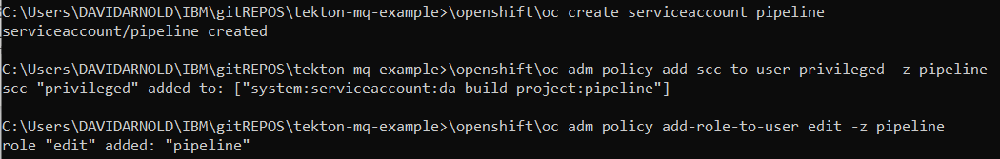 C:\Users\DAVIDARNOLD\IBM\gitREPOS\tekton-mq-example>\openshift\oc create serviceaccount pipeline
serviceaccount/pipeline created
C:\Users\DAVIDARNOLD\IBM\gitREPOS\tekton-mq-example>\openshift\oc adm policy add-scc-to-user privileged -z pipeline
scc "privileged" added to: ["system:serviceaccount:da-build-project:pipeline"]
C:\Users\DAVIDARNOLD\IBM\gitREPOS\tekton-mq-example>\openshift\oc adm policy add-role-to-user edit -z pipeline
role "edit" added: "pipeline"